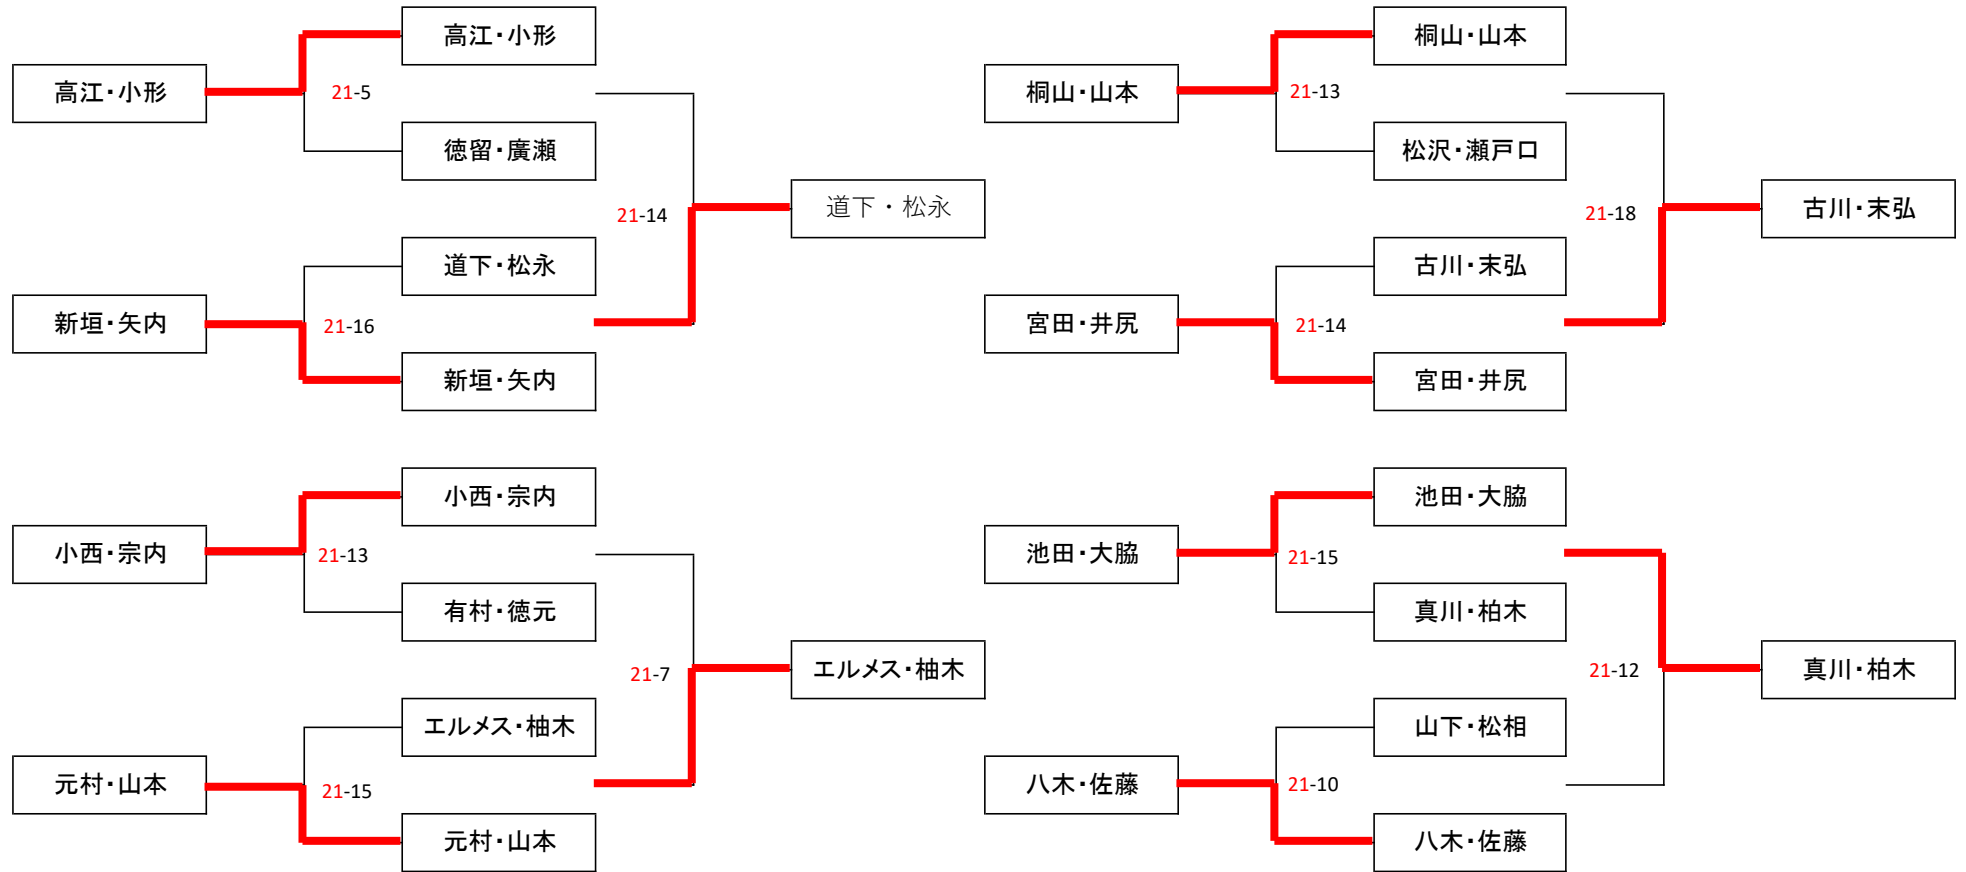 高江・小形
高江・小形
21-5
徳留・廣瀬
21-14
道下・松永
道下・松永
新垣・矢内
21-16
新垣・矢内
小西・宗内
小西・宗内
21-13
有村・徳元
21-7
エルメス・柚木
エルメス・柚木
元村・山本
21-15
元村・山本
桐山・山本
桐山・山本
21-13
松沢・瀬戸口
21-18
古川・末弘
古川・末弘
宮田・井尻
21-14
宮田・井尻
池田・大脇
池田・大脇
21-15
真川・柏木
21-12
真川・柏木
山下・松相
八木・佐藤
21-10
八木・佐藤